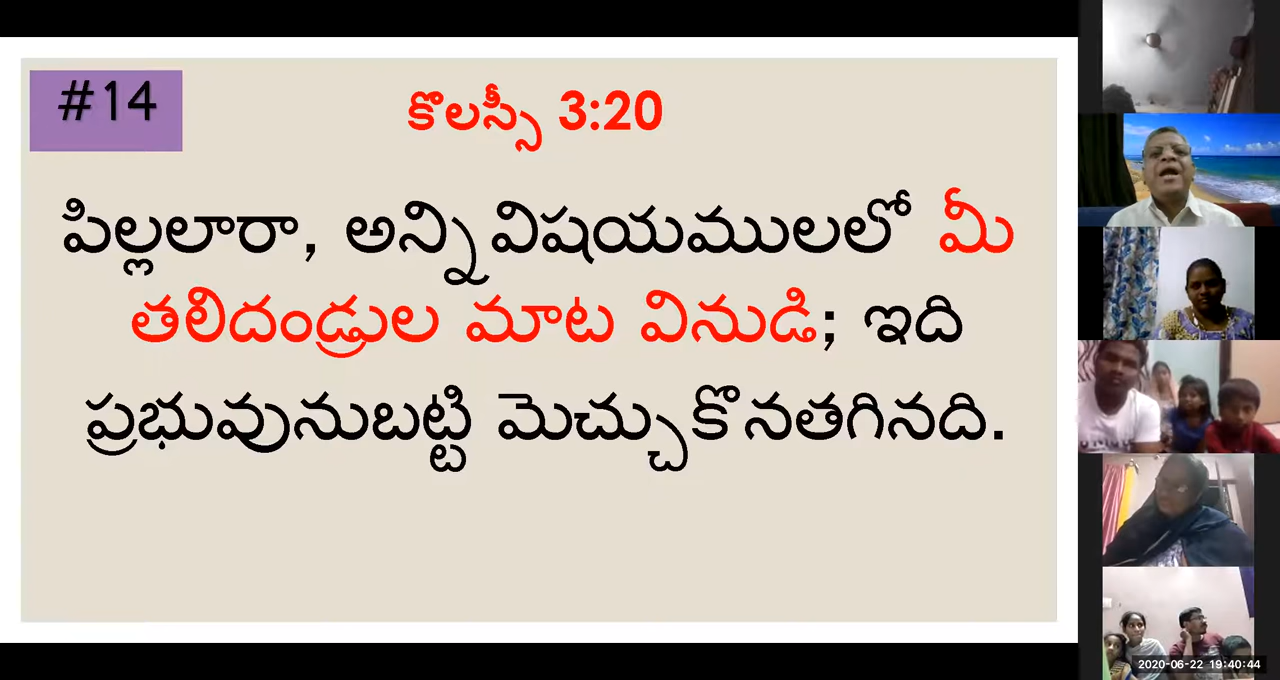 #14
కొలస్సీ 3:20
పిల్లలారా, అన్ని విషయములలో మీ
తలిదండ్రుల మాట వినుడి; ఇది
ప్రభువునుబట్టి మెచ్చుకొనతగినది.
2020-06-22 19:40:44